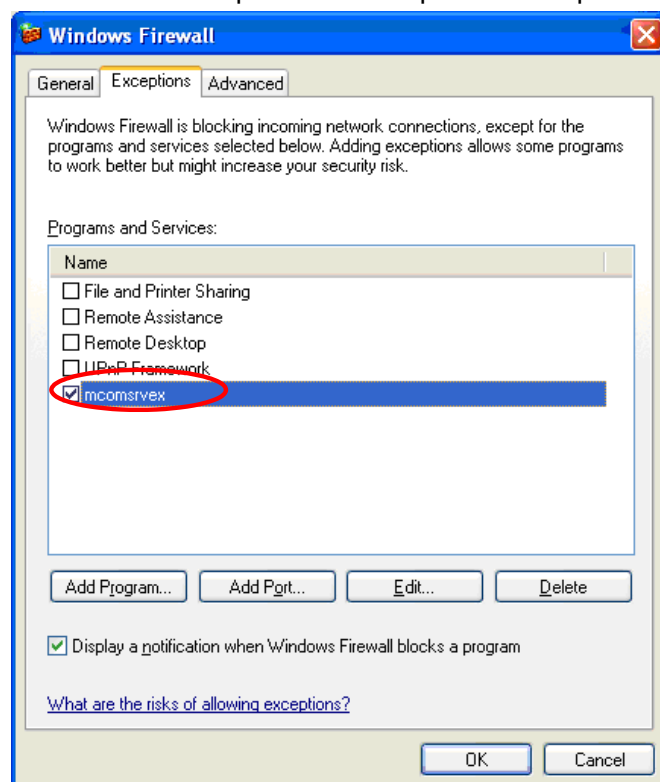 Windows Firewall
General Exceptions Advanced
Windows Firewall is blocking incoming network connections, except for the
programs and services selected below. Adding exceptions allows some programs
to work better but might increase your security risk.
Programs and Services:
Name
File and Printer Sharing
Remote Assistance
Remote Desktop
UPnP Framework
mcomsrvex
Add Program... Add Port... Edit... Delete
Display a notification when Windows Firewall blocks a program
What are the risks of allowing exceptions?
OK Cancel